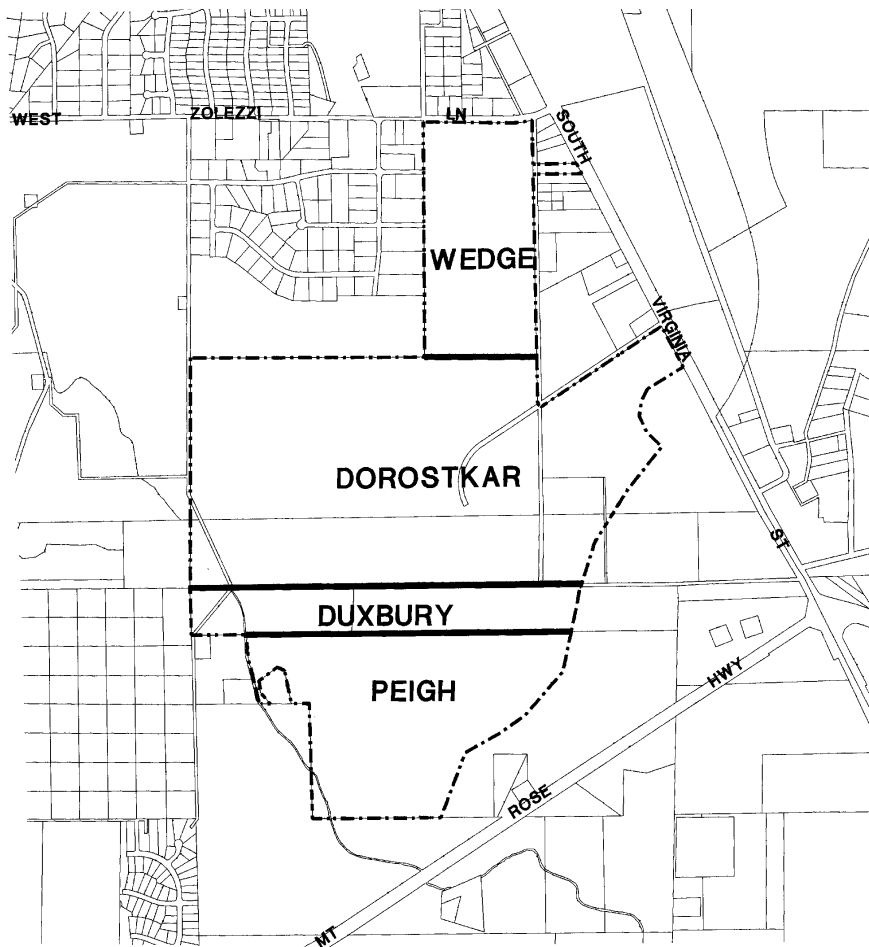 WEST ZOLEZZI LN
SOUTH VIRGINIA ST
WEDGE
DOROSTKAR
DUXBURY
PEIGH
MT ROSE HWY